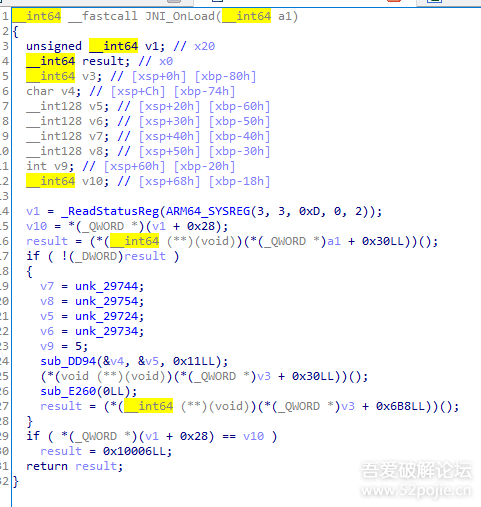 1 __int64 __fastcall JNI_OnLoad(__int64 a1)
2 {
3 unsigned __int64 v1; // x20
4 __int64 result; // x0
5 __int64 v3; // [xsp+0h] [xbp-80h]
6 char v4; // [xsp+Ch] [xbp-74h]
7 __int128 v5; // [xsp+20h] [xbp-60h]
8 __int128 v6; // [xsp+30h] [xbp-50h]
9 __int128 v7; // [xsp+40h] [xbp-40h]
10 __int128 v8; // [xsp+50h] [xbp-30h]
11 int v9; // [xsp+60h] [xbp-20h]
12 __int64 v10; // [xsp+68h] [xbp-18h]
13
14 v1 = _ReadStatusReg(ARM64_SYSREG(3, 3, 0xD, 0, 2));
15 v10 = *(_QWORD *)(v1 + 0x28);
16 result = (*(__int64 (**)(void))(*(_QWORD *)a1 + 0x30LL))();
17 if ( !(_DWORD)result )
18 {
19 v7 = unk_29744;
20 v8 = unk_29754;
21 v5 = unk_29724;
22 v6 = unk_29734;
23 v9 = 5;
24 sub_DD94(&v4, &v5, 0x11LL);
25 (*(void (**)(void))(*(_QWORD *)v3 + 0x30LL))();
26 sub_E260(0LL);
27 result = (*(__int64 (**)(void))(*(_QWORD *)v3 + 0x6B8LL))();
28 }
29 if ( *(_QWORD *)(v1 + 0x28) == v10 )
30 result = 0x10006LL;
31 return result;
32 }
吾爱破解论坛
www.52pojie.cn